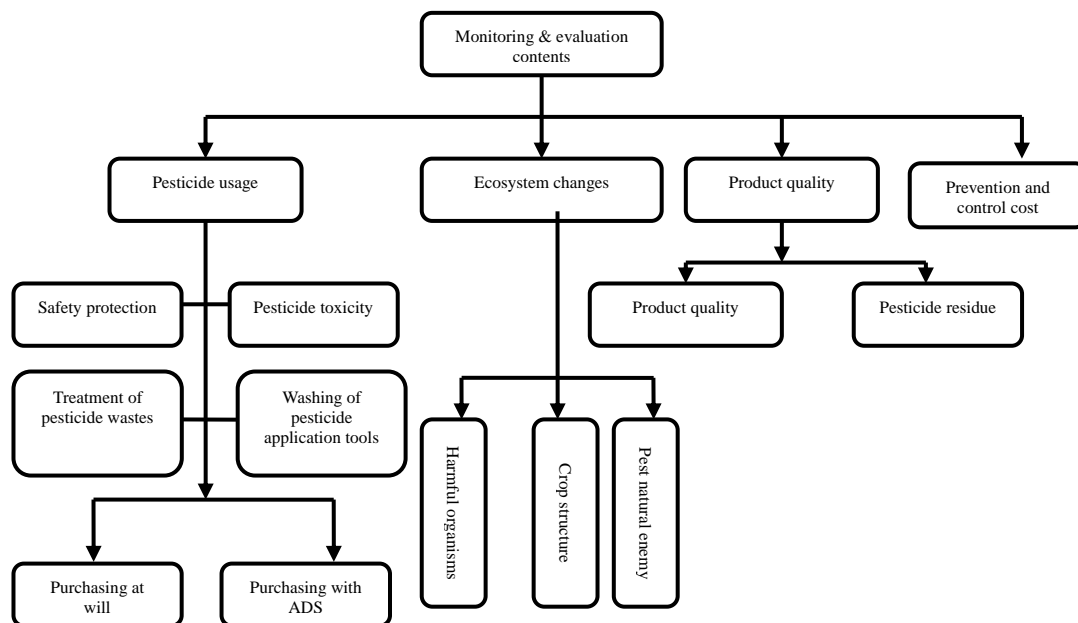 Monitoring & evaluation
contents
Pesticide usage
Ecosystem changes
Product quality
Prevention and
control cost
Safety protection
Pesticide toxicity
Product quality
Pesticide residue
Treatment of
pesticide wastes
Washing of
pesticide
application tools
Harmful organisms
Crop structure
Pest natural enemy
Purchasing at
will
Purchasing with
ADS